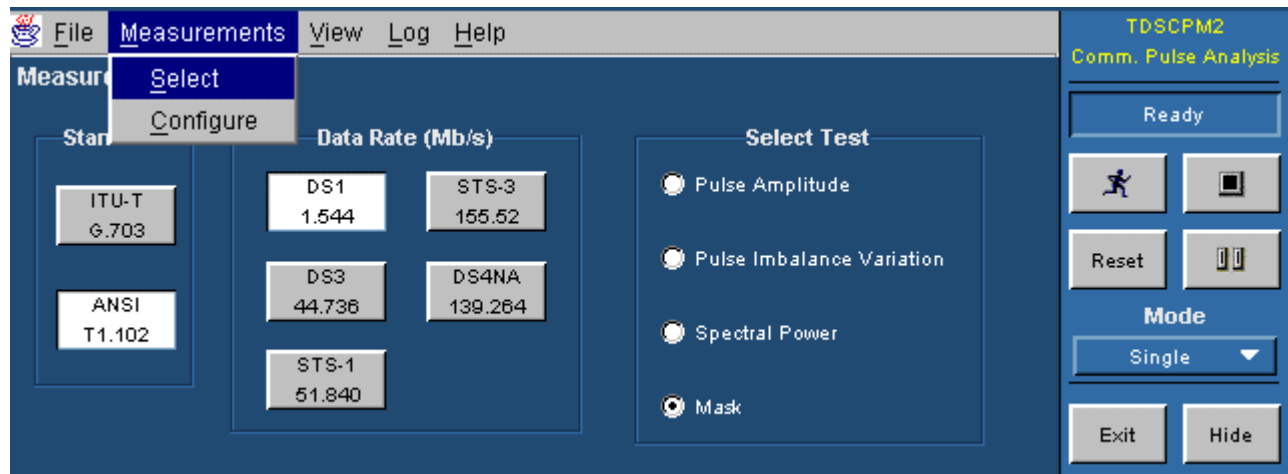 File Measurements View Log Help
Select
Configure
Measur
Stan
Data Rate (Mb/s)
Select Test
ITU-T
G.703
ANSI
T1.102
DS1
1.544
STS-3
155.52
DS3
44.736
DS4NA
139.264
STS-1
51.840
Pulse Amplitude
Pulse Imbalance Variation
Spectral Power
Mask
TDSCPM2
Comm. Pulse Analysis
Ready
Reset
Mode
Single
Exit
Hide